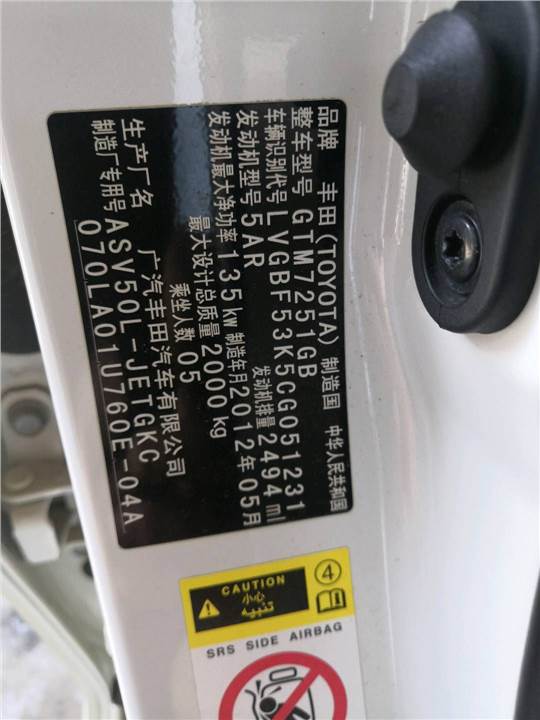 品牌 丰田(TOYOTA) 制造国 中华人民共和国
整车型号 GTM7251GB
车辆识别代号 LVGBF53K5CG051231
发动机型号 5AR 发动机排量 2494 ml
发动机最大净功率 135 kW 制造年月 2012年05月
最大设计总质量 2000 kg
乘坐人数 05
生产厂名 广汽丰田汽车有限公司
制造厂专用号 ASV50L-JETGKC
070LA01U760E-04A
CAUTION
小心
تنبيه
4
SRS SIDE AIRBAG